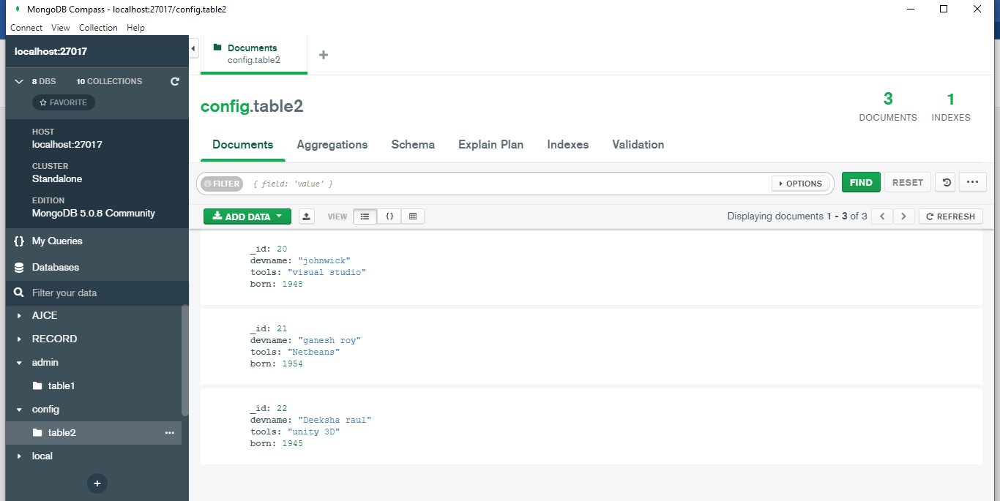 MongoDB Compass - localhost:27017/config.table2
Connect View Collection Help
localhost:27017
8 DBS 10 COLLECTIONS
FAVORITE
HOST
localhost:27017
CLUSTER
Standalone
EDITION
MongoDB 5.0.8 Community
{} My Queries
Databases
Filter your data
AJCE
RECORD
admin
table1
config
table2 ...
local
+
Documents
config.table2
+
config.table2
3
DOCUMENTS
1
INDEXES
Documents Aggregations Schema Explain Plan Indexes Validation
FILTER { field: 'value' } OPTIONS FIND RESET ...
ADD DATA VIEW {} Displaying documents 1 - 3 of 3 < > REFRESH
_id: 20
devname: "johnwick"
tools: "visual studio"
born: 1948
_id: 21
devname: "ganesh roy"
tools: "Netbeans"
born: 1954
_id: 22
devname: "Deeksha raul"
tools: "unity 3D"
born: 1945